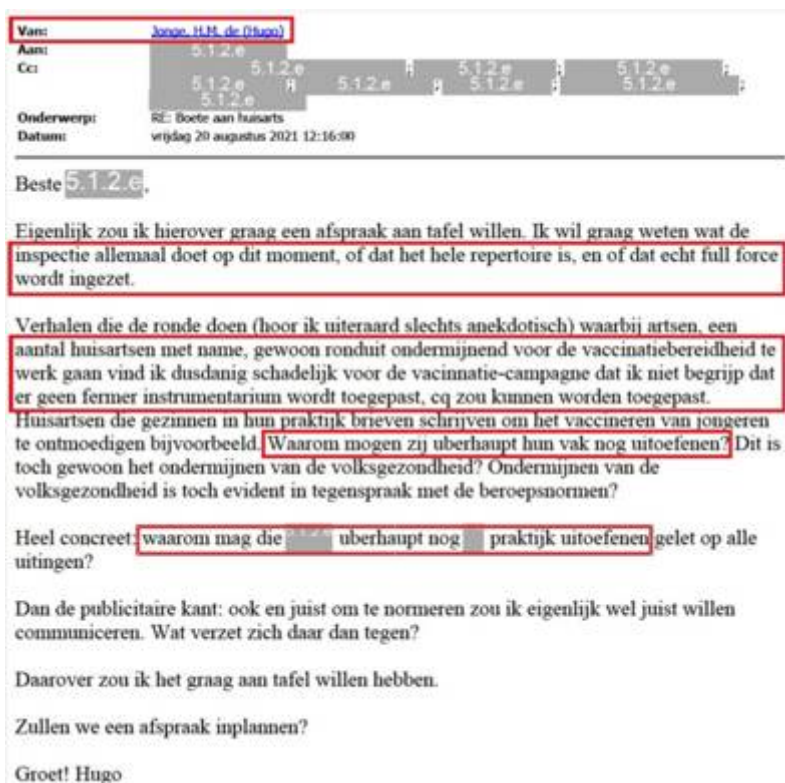 Van: Jonge, H.M. de (Hugo)
Aan: 5.1.2.e
Cc: 5.1.2.e ; 5.1.2.e ; 5.1.2.e ;
5.1.2.e ; 5.1.2.e ; 5.1.2.e ; 5.1.2.e ;
5.1.2.e
Onderwerp: RE: Boete aan huisarts
Datum: vrijdag 20 augustus 2021 12:16:00
Beste 5.1.2.e,
Eigenlijk zou ik hierover graag een afspraak aan tafel willen. Ik wil graag weten wat de
inspectie allemaal doet op dit moment, of dat het hele repertoire is, en of dat echt full force
wordt ingezet.
Verhalen die de ronde doen (hoor ik uiteraard slechts anekdotisch) waarbij artsen, een
aantal huisartsen met name, gewoon ronduit ondermijnend voor de vaccinatiebereidheid te
werk gaan vind ik dusdanig schadelijk voor de vacinnatie-campagne dat ik niet begrijp dat
er geen fermer instrumentarium wordt toegepast, cq zou kunnen worden toegepast.
Huisartsen die gezinnen in hun praktijk brieven schrijven om het vaccineren van jongeren
te ontmoedigen bijvoorbeeld. Waarom mogen zij uberhaupt hun vak nog uitoefenen? Dit is
toch gewoon het ondermijnen van de volksgezondheid? Ondermijnen van de
volksgezondheid is toch evident in tegenspraak met de beroepsnormen?
Heel concreet: waarom mag die uberhaupt nog praktijk uitoefenen gelet op alle
uitingen?
Dan de publicitaire kant: ook en juist om te normeren zou ik eigenlijk wel juist willen
communiceren. Wat verzet zich daar dan tegen?
Daarover zou ik het graag aan tafel willen hebben.
Zullen we een afspraak inplannen?
Groet! Hugo